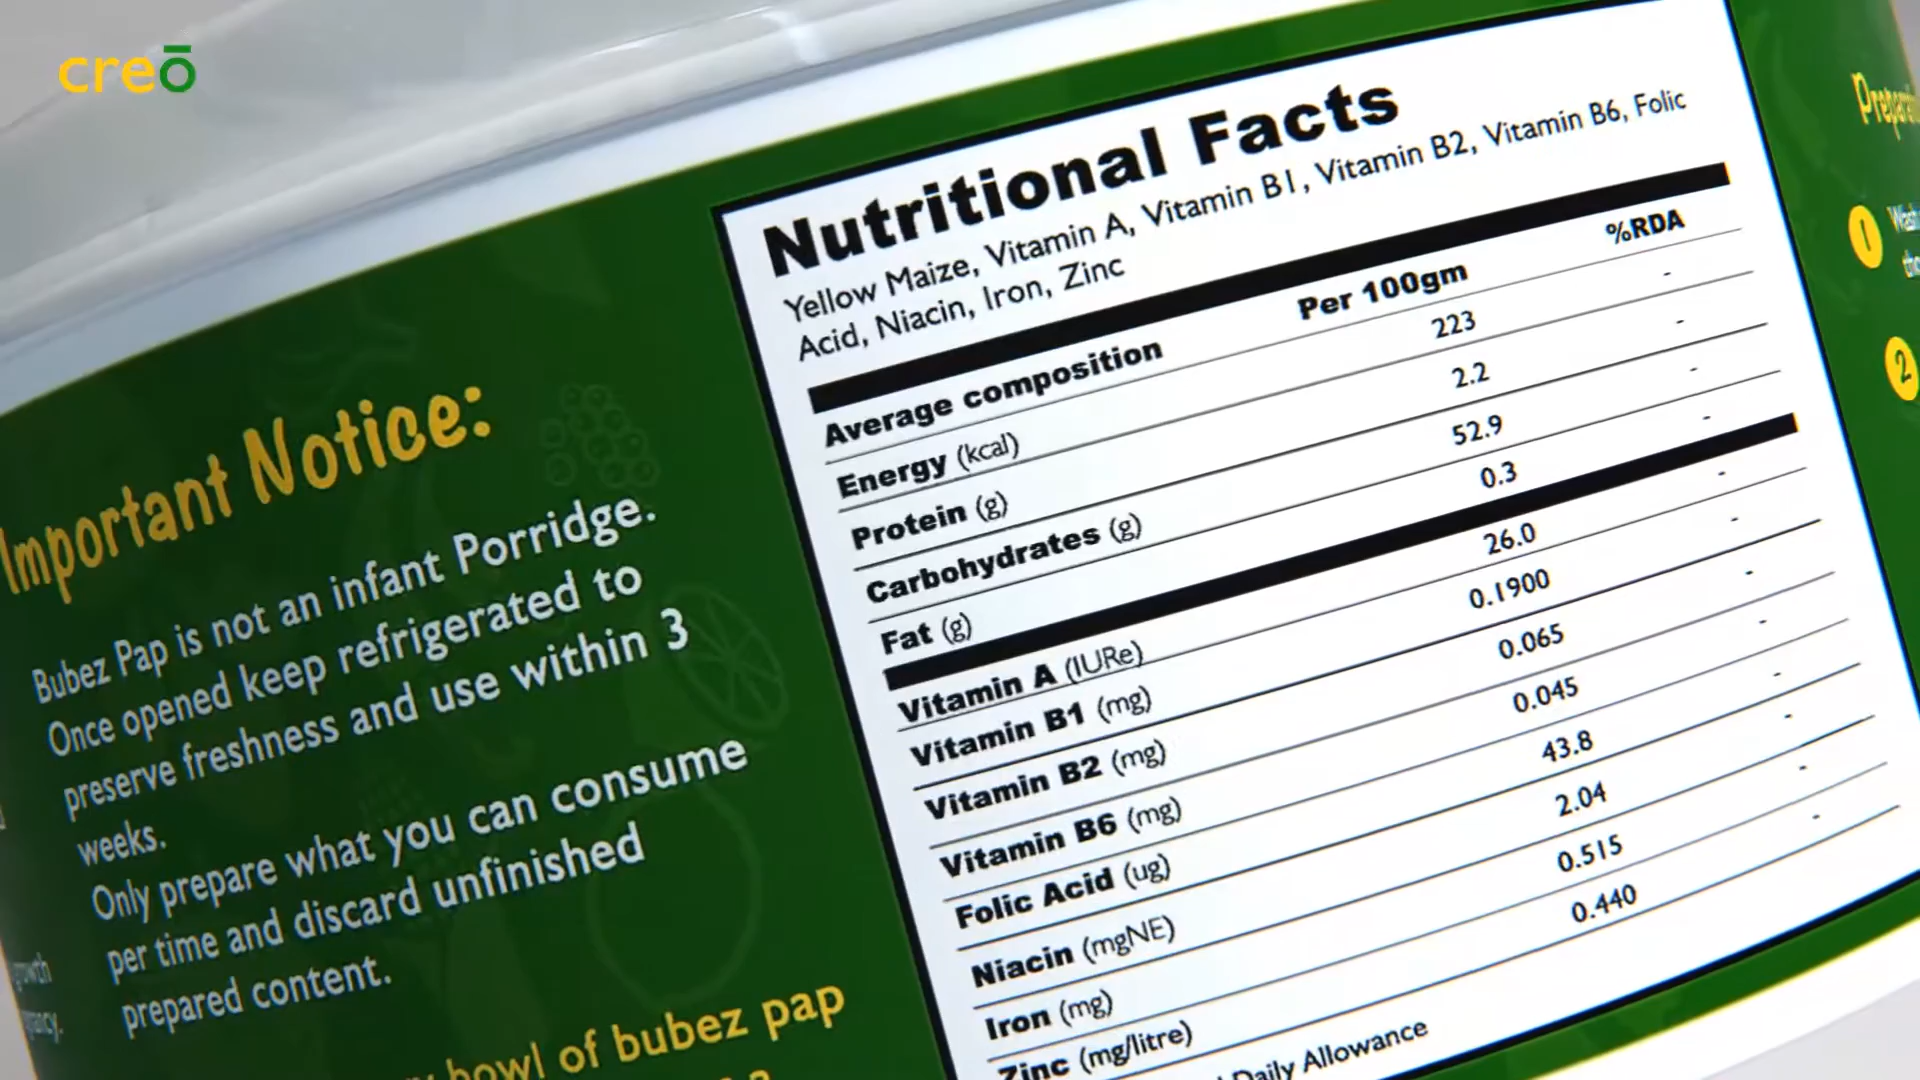 creō
Important Notice:
Bubez Pap is not an infant Porridge.
Once opened keep refrigerated to
preserve freshness and use within 3
weeks.
Only prepare what you can consume
per time and discard unfinished
prepared content.
bowl of bubez pap
growth
Nutritional Facts
Yellow Maize, Vitamin A, Vitamin B1, Vitamin B2, Vitamin B6, Folic
Acid, Niacin, Iron, Zinc
Average composition Per 100gm %RDA
Energy (kcal) 223 -
Protein (g) 2.2 -
Carbohydrates (g) 52.9 -
Fat (g) 0.3 -
Vitamin A (IURe) 26.0 -
Vitamin B1 (mg) 0.1900 -
Vitamin B2 (mg) 0.065 -
Vitamin B6 (mg) 0.045 -
Folic Acid (ug) 43.8 -
Niacin (mgNE) 2.04 -
Iron (mg) 0.515 -
Zinc (mg/litre) 0.440 -
Daily Allowance
1
2